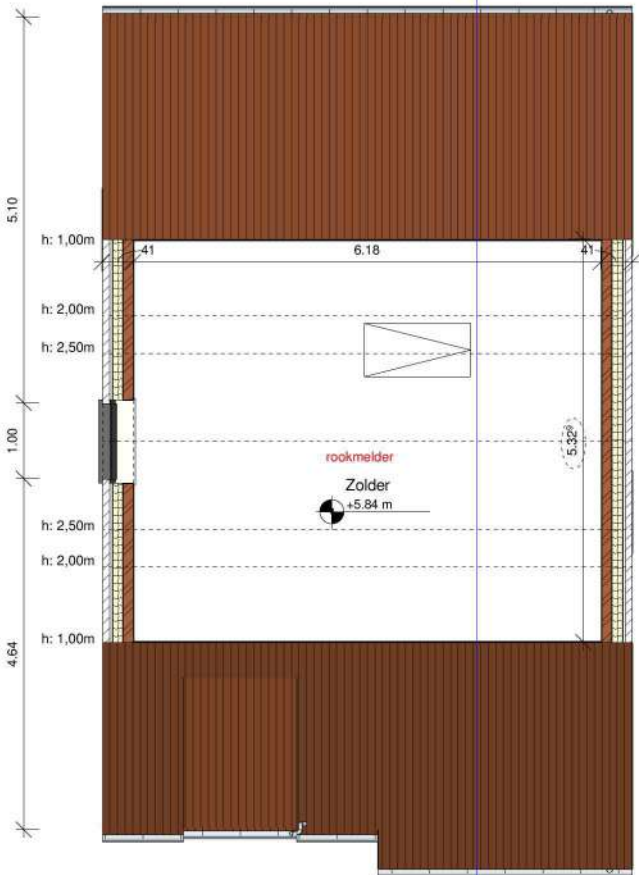 5.10
h: 1,00m
41
6.18
41
h: 2,00m
h: 2,50m
1.00
5.32⁹
rookmelder
Zolder
+5.84 m
h: 2,50m
h: 2,00m
h: 1,00m
4.64